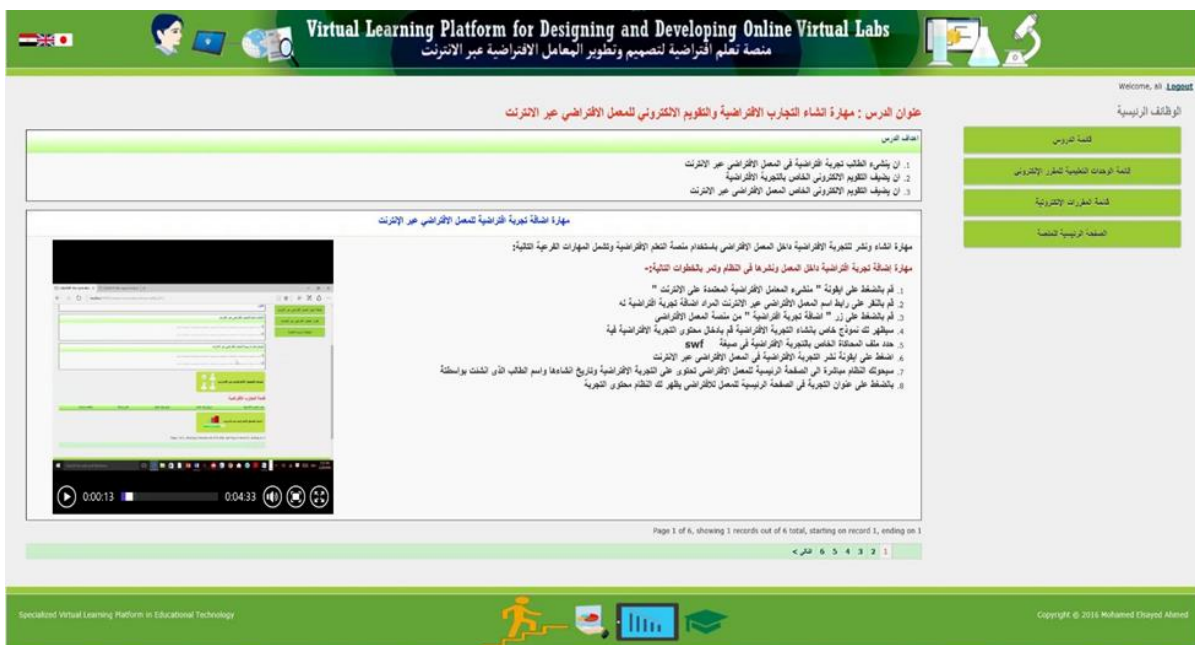 Virtual Learning Platform for Designing and Developing Online Virtual Labs
منصة تعلم افتراضية لتصميم وتطوير المعامل الافتراضية عبر الانترنت
Welcome, ali .Logout
الوظائف الرئيسية
قائمة الدروس
قائمة الوحدات التعليمية للمقرر الإلكتروني
قائمة المقررات الإلكترونية
الصفحة الرئيسية للمنصة
عنوان الدرس : مهارة انشاء التجارب الافتراضية والتقويم الالكتروني للمعمل الافتراضي عبر الانترنت
اهداف الدرس
1. ان ينشىء الطالب تجربة افتراضية في المعمل الافتراضي عبر الانترنت
2. ان يضيف التقويم الالكتروني الخاص بالتجربة الافتراضية
3. ان يضيف التقويم الالكتروني الخاص المعمل الافتراضي عبر الانترنت
مهارة اضافة تجربة افتراضية للمعمل الافتراضي عبر الإنترنت
مهارة انشاء ونشر للتجربة الافتراضية داخل المعمل الافتراضي باستخدام منصة التعلم الافتراضية وتشمل المهارات الفرعية التالية:
مهارة إضافة تجربة افتراضية داخل المعمل ونشرها في النظام وتمر بالخطوات التالية:-
1. قم بالضغط على ايقونة " منشىء المعامل الافتراضية المعتمدة على الانترنت "
2. قم بالنقر على رابط اسم المعمل الافتراضي عبر الانترنت المراد اضافة تجربة افتراضية له
3. قم بالضغط على زر " اضافة تجربة افتراضية " من منصة المعمل الافتراضي
4. سيظهر لك نموذج خاص بانشاء التجربة الافتراضية قم بادخال محتوى التجربة الافتراضية فية
5. حدد ملف المحاكاة الخاص بالتجربة الافتراضية في صيغة swf
6. اضغط على ايقونة نشر التجربة الافتراضية في المعمل الافتراضي عبر الانترنت
7. سيحولك النظام مباشرة الى الصفحة الرئيسية للمعمل الافتراضي تحتوى على التجربة الافتراضية وتاريخ انشاءها واسم الطالب الذى انشئت بواسطتة
8. بالضغط على عنوان التجربة في الصفحة الرئيسية للمعمل للافتراضي يظهر لك النظام محتوى التجربة
0:00:13 0:04:33
Page 1 of 6, showing 1 records out of 6 total, starting on record 1, ending on 1
1 2 3 4 5 6 التالي >
Specialized Virtual Learning Platform in Educational Technology
Copyright @ 2016 Mohamed Elsayed Ahmed